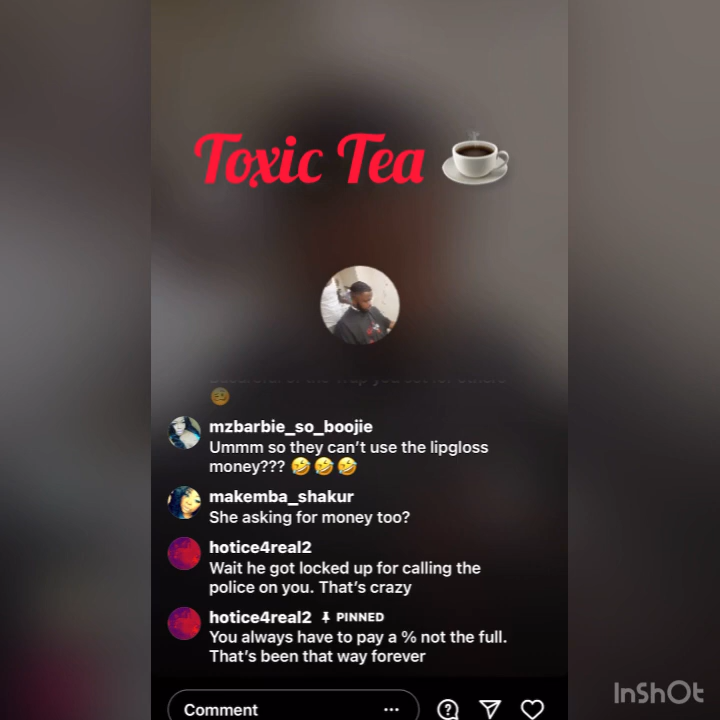 Toxic Tea
mzbarbie_so_boojie
Ummm so they can't use the lipgloss
money???
makemba_shakur
She asking for money too?
hotice4real2
Wait he got locked up for calling the
police on you. That's crazy
hotice4real2 PINNED
You always have to pay a % not the full.
That's been that way forever
Comment
InShOt